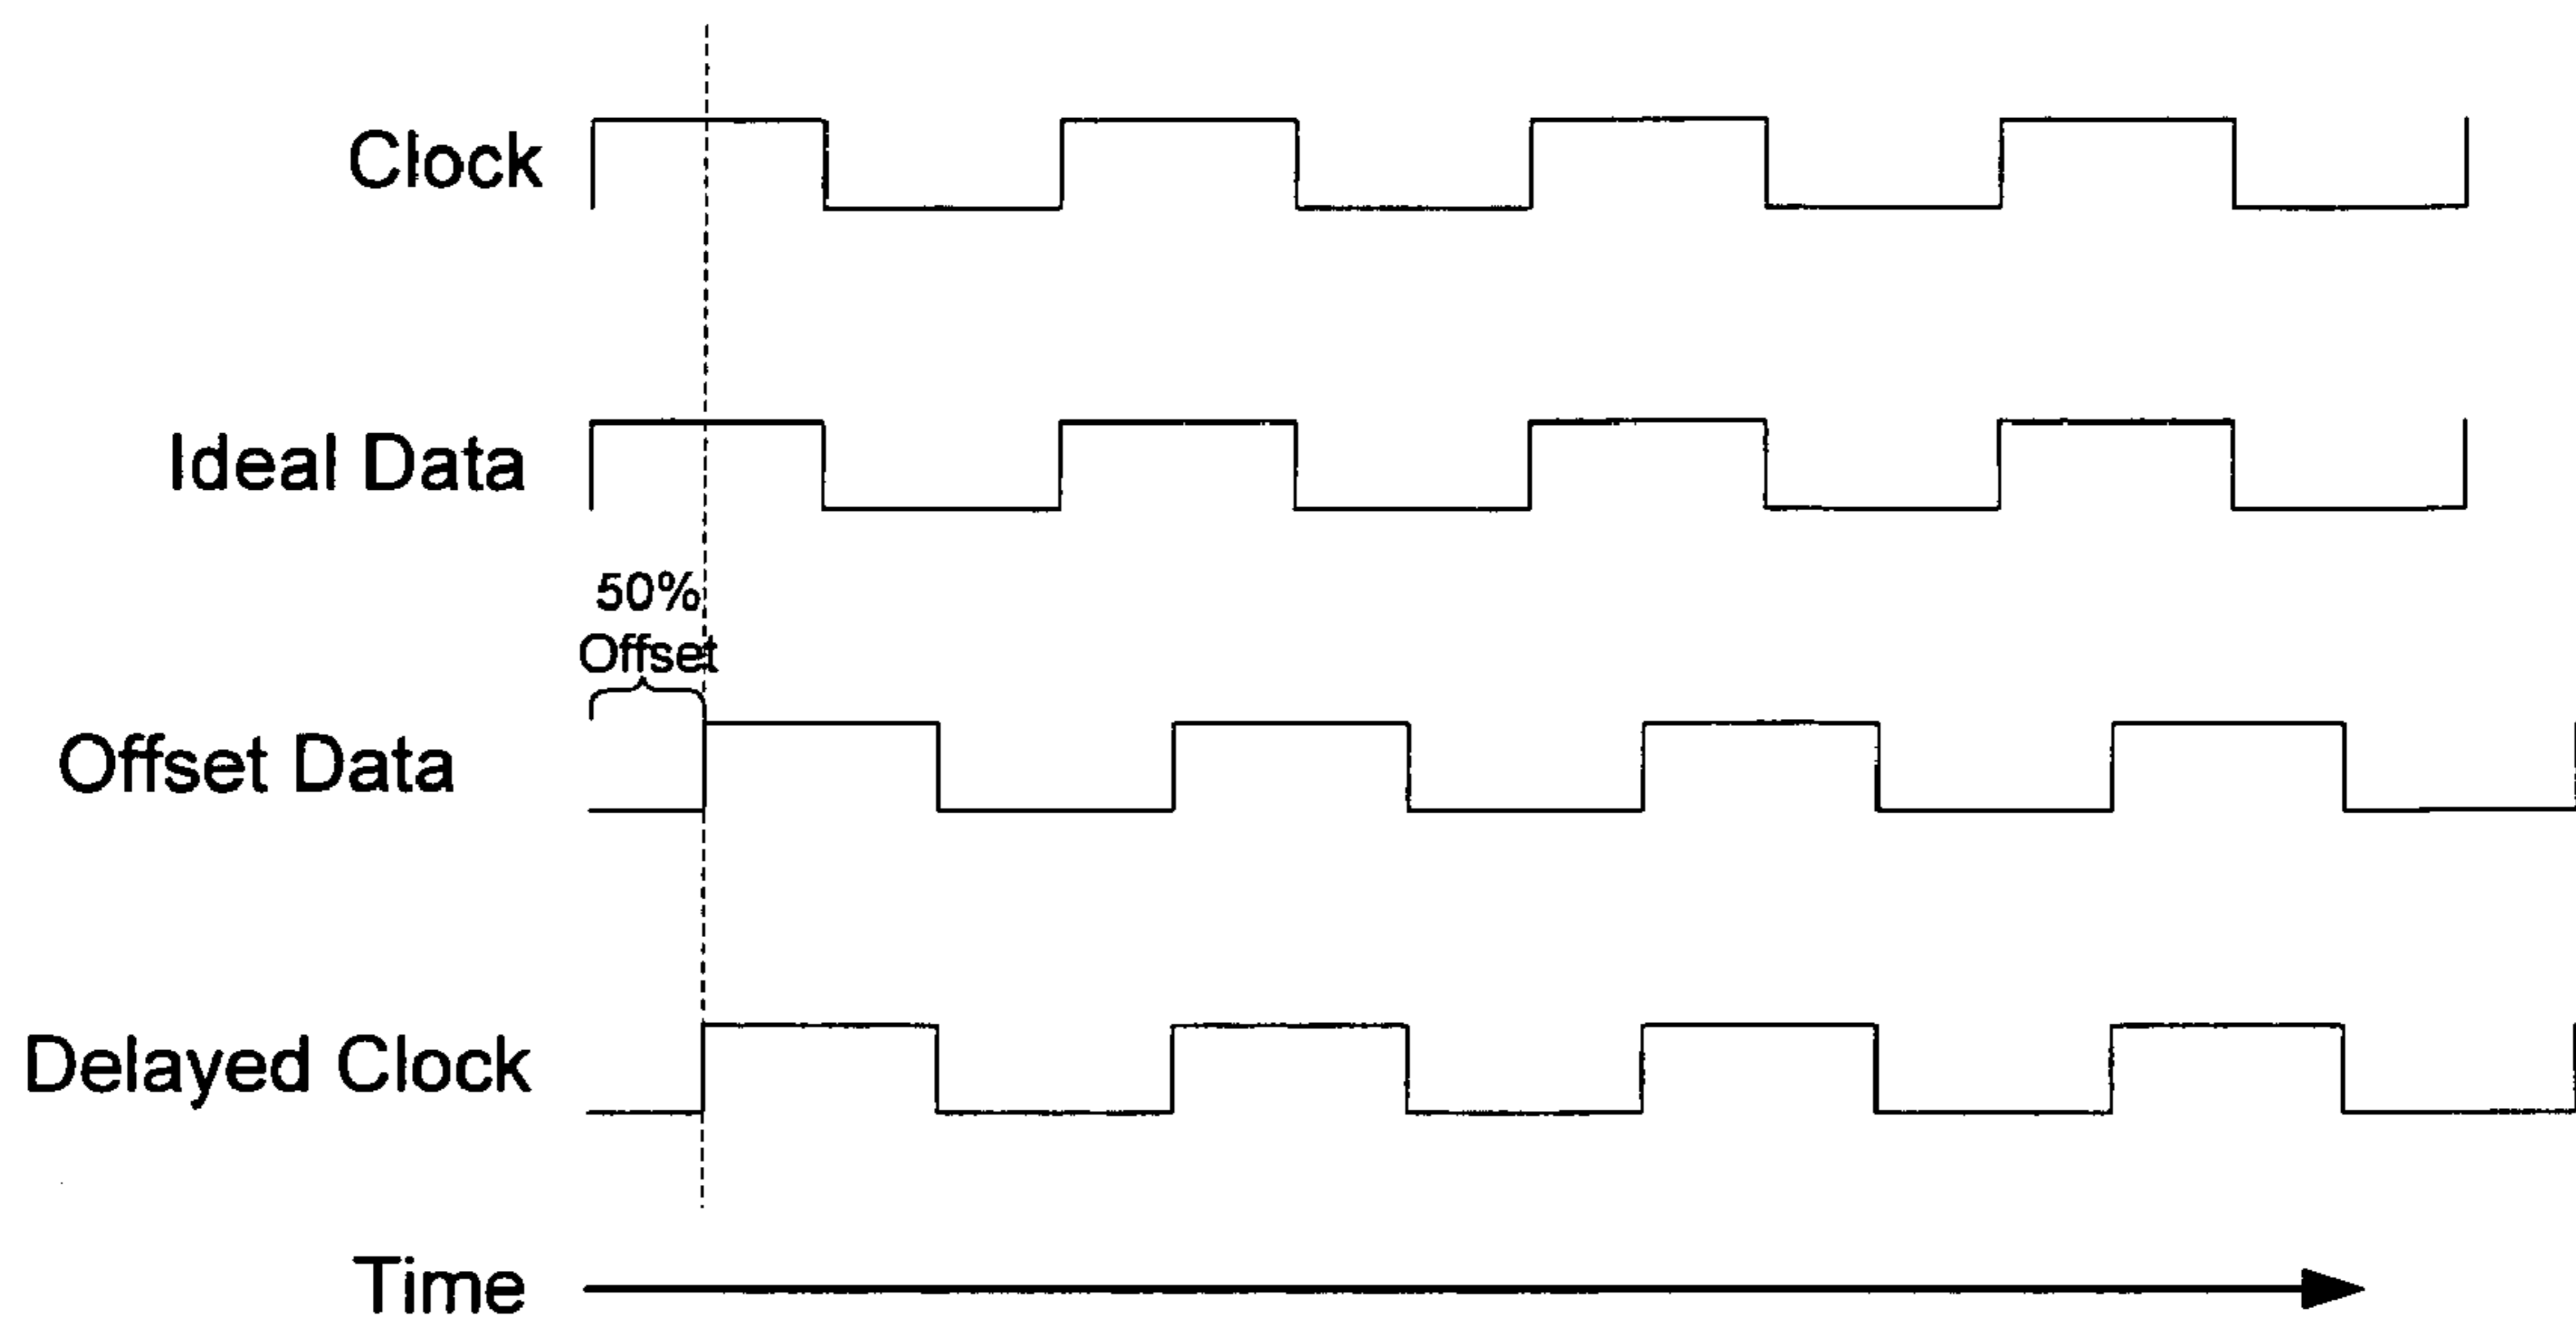 Clock
Ideal Data
50%
Offset
Offset Data
Delayed Clock
Time